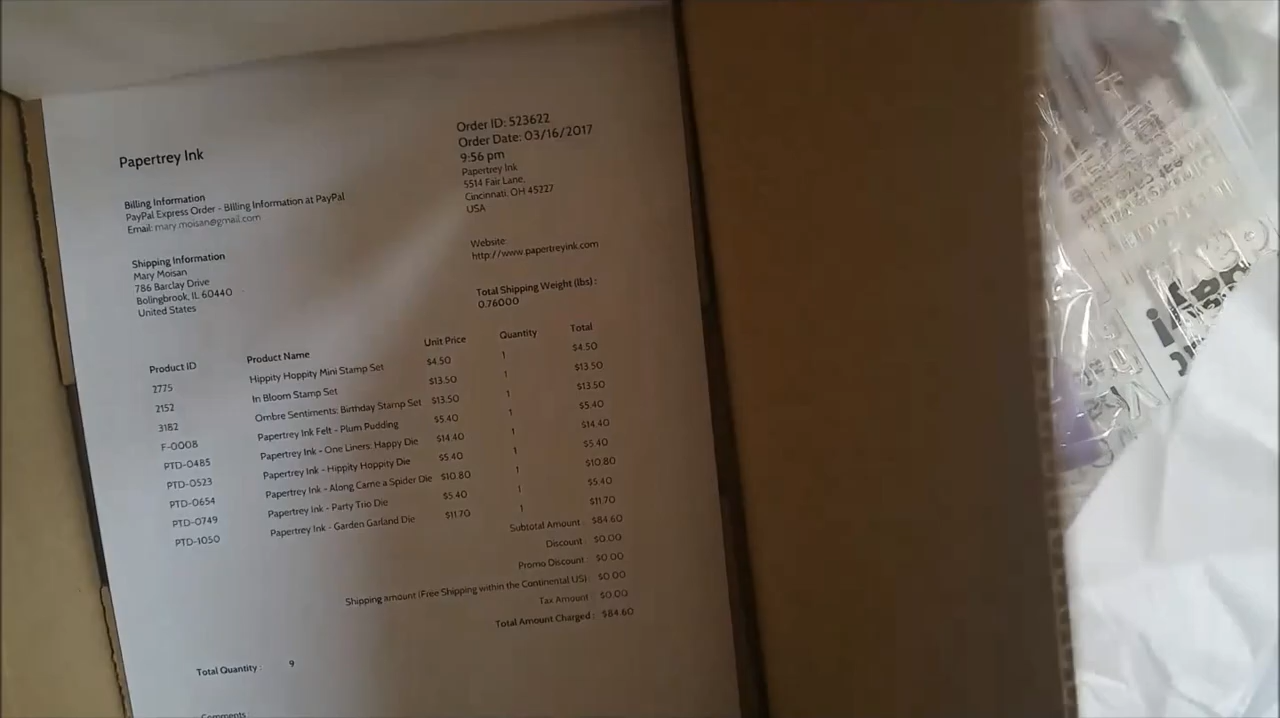 Papertrey Ink
Order ID: 523622
Order Date: 03/16/2017
9:56 pm
Papertrey Ink
5514 Fair Lane,
Cincinnati, OH 45227
USA
Billing Information
PayPal Express Order - Billing Information at PayPal
Email: mary.moisan@gmail.com
Website:
http://www.papertreyink.com
Shipping Information
Mary Moisan
786 Barclay Drive
Bolingbrook, IL 60440
United States
Total Shipping Weight (lbs) :
0.76000
Product ID Product Name Unit Price Quantity Total
2775 Hippity Hoppity Mini Stamp Set $4.50 1 $4.50
2152 In Bloom Stamp Set $13.50 1 $13.50
3182 Ombre Sentiments: Birthday Stamp Set $13.50 1 $13.50
F-0008 Papertrey Ink Felt - Plum Pudding $5.40 1 $5.40
PTD-0485 Papertrey Ink - One Liners: Happy Die $14.40 1 $14.40
PTD-0523 Papertrey Ink - Hippity Hoppity Die $5.40 1 $5.40
PTD-0654 Papertrey Ink - Along Came a Spider Die $10.80 1 $10.80
PTD-0749 Papertrey Ink - Party Trio Die $5.40 1 $5.40
PTD-1050 Papertrey Ink - Garden Garland Die $11.70 1 $11.70
Subtotal Amount : $84.60
Discount : $0.00
Promo Discount : $0.00
Shipping amount (Free Shipping within the Continental US) : $0.00
Tax Amount : $0.00
Total Amount Charged : $84.60
Total Quantity : 9
Comments :